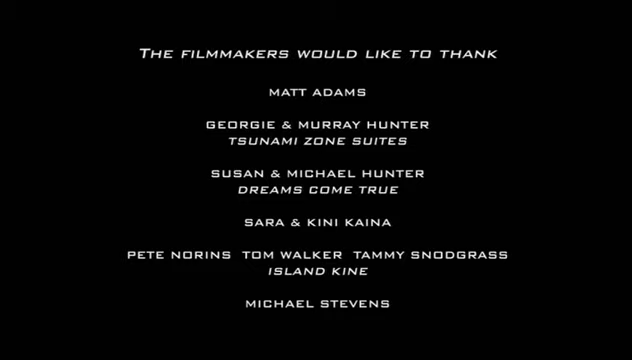 THE FILMMAKERS WOULD LIKE TO THANK
MATT ADAMS
GEORGIE & MURRAY HUNTER
TSUNAMI ZONE SUITES
SUSAN & MICHAEL HUNTER
DREAMS COME TRUE
SARA & KINI KAINA
PETE NORINS TOM WALKER TAMMY SNODGRASS
ISLAND KINE
MICHAEL STEVENS